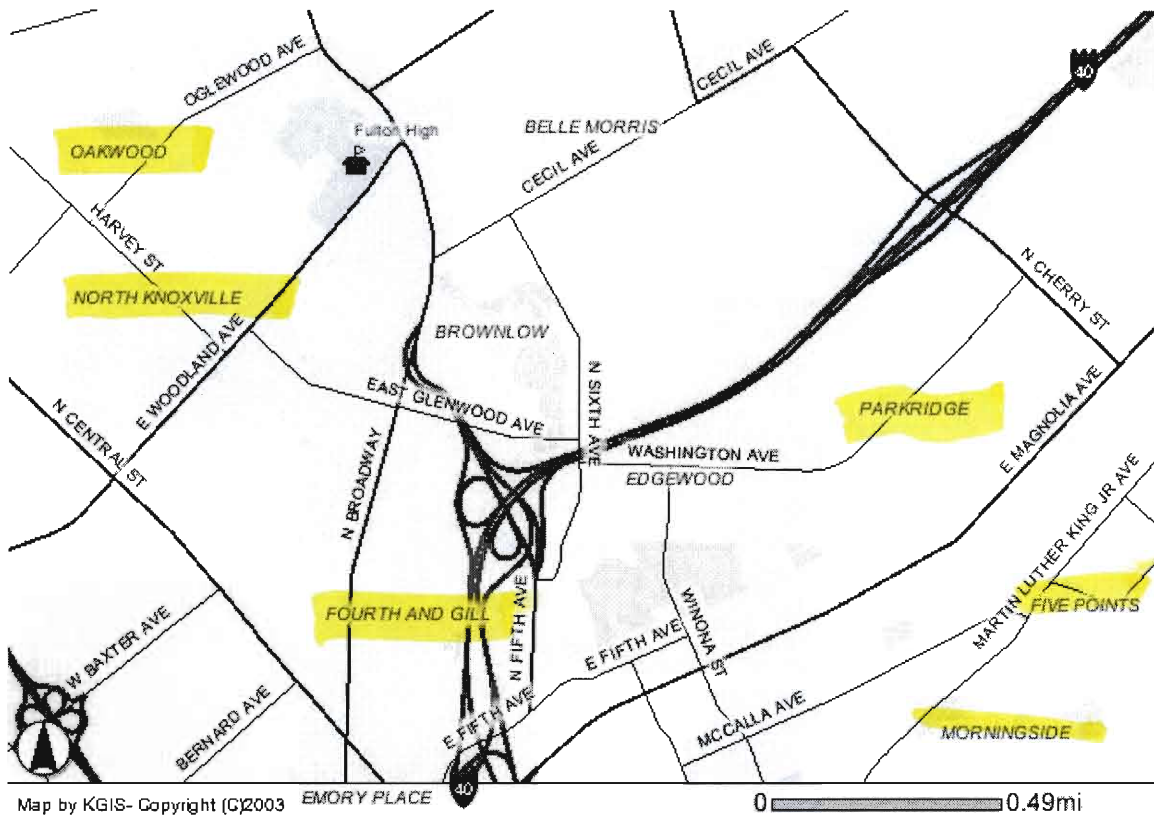 OGLEWOOD AVE
CECIL AVE
40
Fulton High
BELLE MORRIS
OAKWOOD
CECIL AVE
HARVEY ST
N CHERRY ST
NORTH KNOXVILLE
BROWNLOW
E WOODLAND AVE
EAST GLENWOOD AVE
N SIXTH AVE
PARKRIDGE
E MAGNOLIA AVE
N CENTRAL ST
WASHINGTON AVE
EDGEWOOD
N BROADWAY
MARTIN LUTHER KING JR AVE
FOURTH AND GILL
N FIFTH AVE
WINONA ST
FIVE POINTS
W BAXTER AVE
E FIFTH AVE
E FIFTH AVE
BERNARD AVE
MCCALLA AVE
MORNINGSIDE
40
Map by KGIS- Copyright (C)2003
EMORY PLACE
0
0.49mi